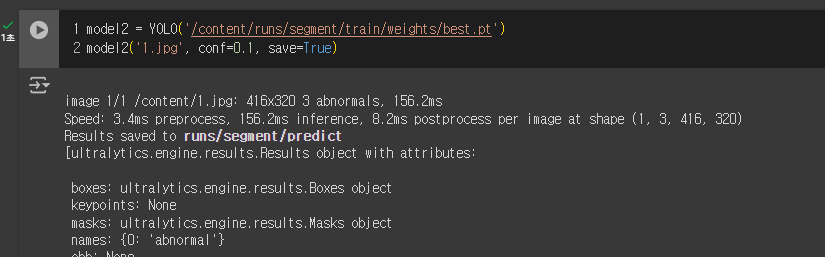 1 model2 = YOLO('/content/runs/segment/train/weights/best.pt')
1초
2 model2('1.jpg', conf=0.1, save=True)
image 1/1 /content/1.jpg: 416x320 3 abnormals, 156.2ms
Speed: 3.4ms preprocess, 156.2ms inference, 8.2ms postprocess per image at shape (1, 3, 416, 320)
Results saved to runs/segment/predict
[ultralytics.engine.results.Results object with attributes:
boxes: ultralytics.engine.results.Boxes object
keypoints: None
masks: ultralytics.engine.results.Masks object
names: {0: 'abnormal'}
obb: None